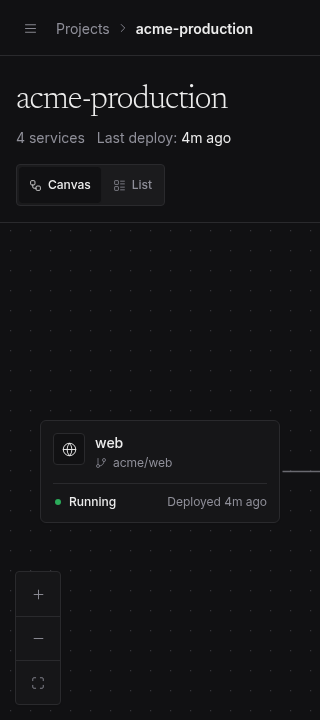 Projects > acme-production
acme-production
4 services Last deploy: 4m ago
Canvas List
web
acme/web
Running Deployed 4m ago